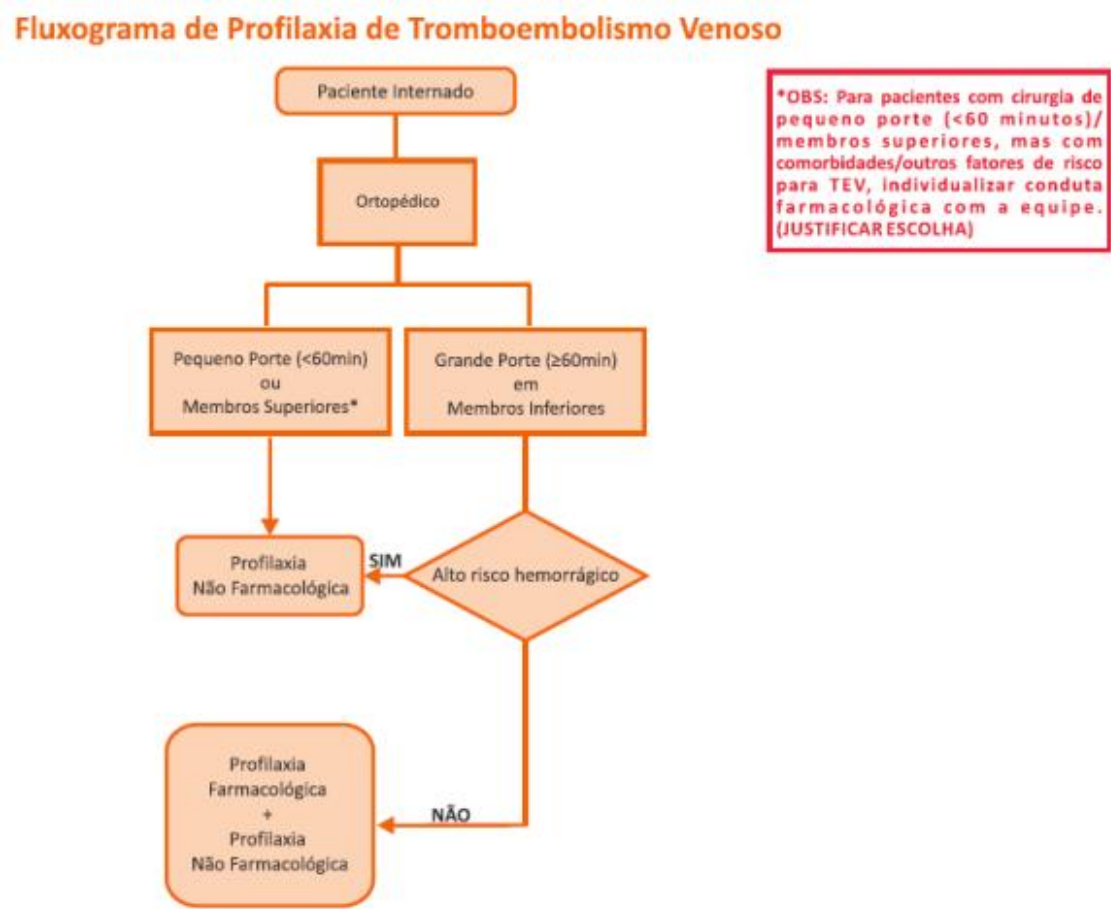 Fluxograma de Profilaxia de Tromboembolismo Venoso
Paciente Internado
*OBS: Para pacientes com cirurgia de
pequeno porte (<60 minutos)/
membros superiores, mas com
comorbidades/outros fatores de risco
para TEV, individualizar conduta
farmacológica com a equipe.
(JUSTIFICAR ESCOLHA)
Ortopédico
Pequeno Porte (<60min)
ou
Membros Superiores*
Grande Porte (≥60min)
em
Membros Inferiores
Profilaxia
Não Farmacológica
SIM
Alto risco hemorrágico
Profilaxia
Farmacológica
+
Profilaxia
Não Farmacológica
NÃO